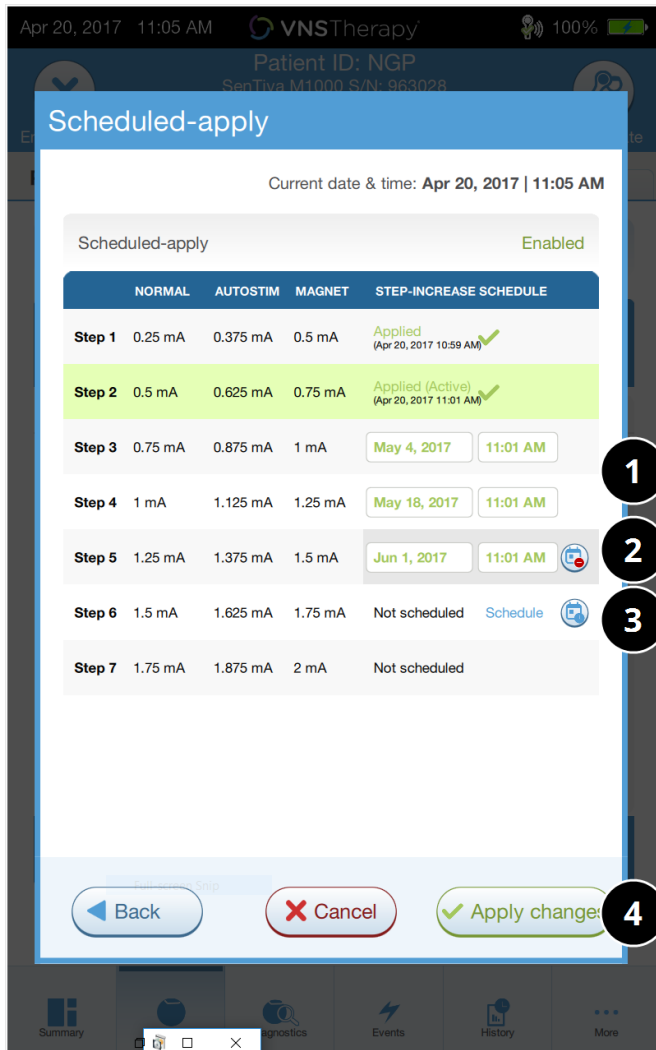 Apr 20, 2017 11:05 AM VNSTherapy 100%
Patient ID: NGP
SenTiva M1000 S/N: 963028
Scheduled-apply
Current date & time: Apr 20, 2017 | 11:05 AM
Scheduled-apply Enabled
NORMAL AUTOSTIM MAGNET STEP-INCREASE SCHEDULE
Step 1 0.25 mA 0.375 mA 0.5 mA Applied
(Apr 20, 2017 10:59 AM)
Step 2 0.5 mA 0.625 mA 0.75 mA Applied (Active)
(Apr 20, 2017 11:01 AM)
Step 3 0.75 mA 0.875 mA 1 mA May 4, 2017 11:01 AM
1
Step 4 1 mA 1.125 mA 1.25 mA May 18, 2017 11:01 AM
Step 5 1.25 mA 1.375 mA 1.5 mA Jun 1, 2017 11:01 AM 2
Step 6 1.5 mA 1.625 mA 1.75 mA Not scheduled Schedule 3
Step 7 1.75 mA 1.875 mA 2 mA Not scheduled
Full-screen Snip
Back Cancel Apply changes 4
Summary agnostics Events History More